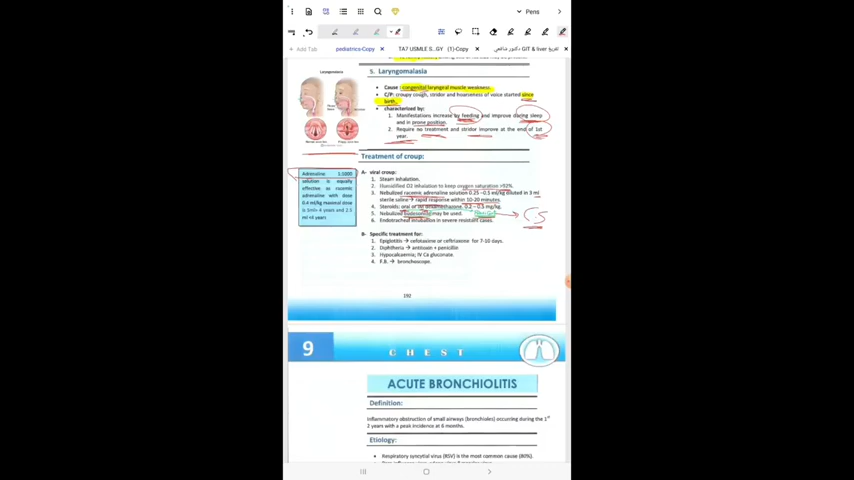 Pens
Add Tab
pediatrics-Copy
TA7 USMLE S....GY (1)-Copy
5. Laryngomalasia
Laryngomalasia
• Cause : congenital laryngeal muscle weakness.
• C/P: croupy cough, stridor and hoarseness of voice started since
birth.
• characterized by:
1. Manifestations increase by feeding and improve during sleep
and in prone position.
2. Require no treatment and stridor improve at the end of 1st
year.
Treatment of croup:
Adrenaline 1:1000
solution is equally
effective as racemic
adrenaline with dose
0.4 ml/kg maximal dose
is 5ml> 4 years and 2.5
ml <4 years
A- viral croup:
1. Steam inhalation.
2. Humidified O2 inhalation to keep oxygen saturation >92%.
3. Nebulized racemic adrenaline solution 0.25 –0.5 ml/kg diluted in 3 ml
sterile saline → rapid response within 10-20 minutes.
4. Steroids: oral or IM dexamethazone 0.2 – 0.5 mg/kg.
5. Nebulized budesonide may be used.
CS
6. Endotracheal intubation in severe resistant cases.
B- Specific treatment for:
1. Epiglotitis → cefotaxime or ceftriaxone for 7-10 days.
2. Diphtheria → antitoxin + penicillin
3. Hypocalcaemia; IV Ca gluconate.
4. F.B. → bronchoscope.
192
9
CHEST
ACUTE BRONCHIOLITIS
Definition:
Inflammatory obstruction of small airways (bronchioles) occurring during the 1st
2 years with a peak incidence at 6 months.
Etiology:
• Respiratory syncytial virus (RSV) is the most common cause (80%).